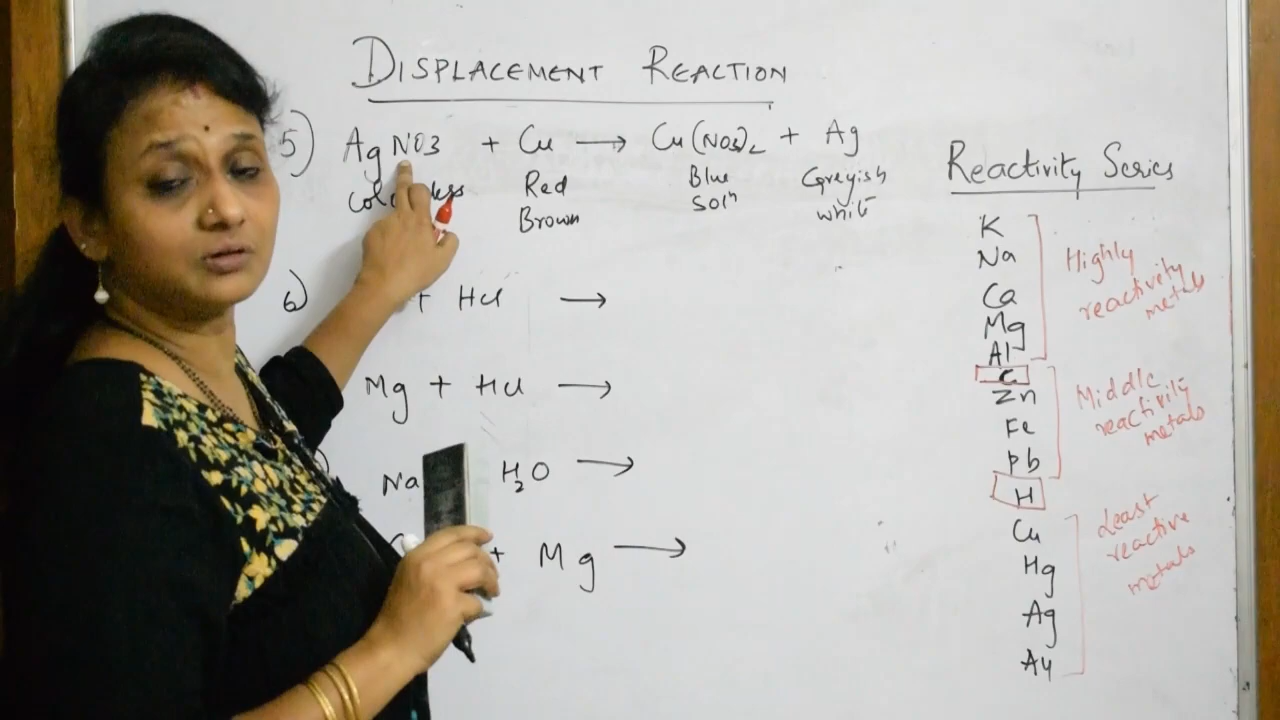 DISPLACEMENT REACTION
5) AgNO3 + Cu → Cu(NO3)2 + Ag
Red Blue Greyish
Brown Soln white
6) + HCl →
Mg + HCl →
Na H2O →
+ Mg →
Reactivity Series
K
Na
Ca
Mg
Al
Highly
reactivity
metals
C
Zn
Fe
Pb
Middle
reactivity
metals
H
Cu
Hg
Ag
Au
Least
reactive
metals